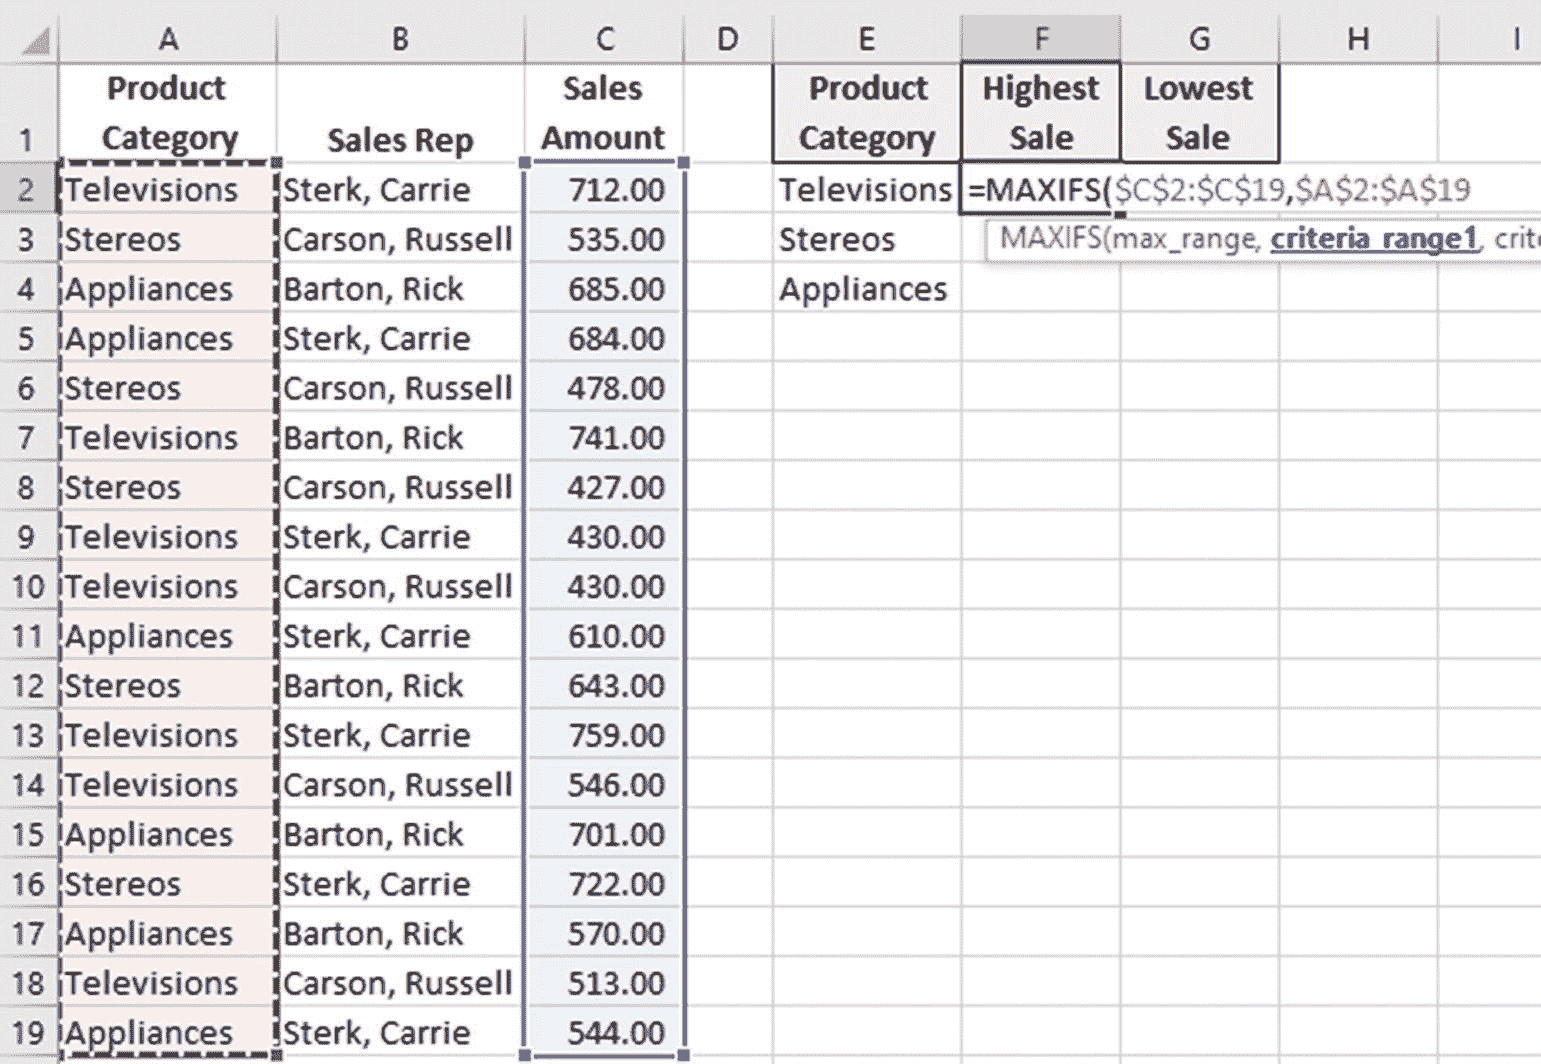 A B C D E F G H I
Product Category Sales Rep Sales Amount Product Category Highest Sale Lowest Sale
1
2 Televisions Sterk, Carrie 712.00 Televisions =MAXIFS($C$2:$C$19,$A$2:$A$19
3 Stereos Carson, Russell 535.00 Stereos MAXIFS(max_range, criteria_range1, crite
4 Appliances Barton, Rick 685.00 Appliances
5 Appliances Sterk, Carrie 684.00
6 Stereos Carson, Russell 478.00
7 Televisions Barton, Rick 741.00
8 Stereos Carson, Russell 427.00
9 Televisions Sterk, Carrie 430.00
10 Televisions Carson, Russell 430.00
11 Appliances Sterk, Carrie 610.00
12 Stereos Barton, Rick 643.00
13 Televisions Sterk, Carrie 759.00
14 Televisions Carson, Russell 546.00
15 Appliances Barton, Rick 701.00
16 Stereos Sterk, Carrie 722.00
17 Appliances Barton, Rick 570.00
18 Televisions Carson, Russell 513.00
19 Appliances Sterk, Carrie 544.00